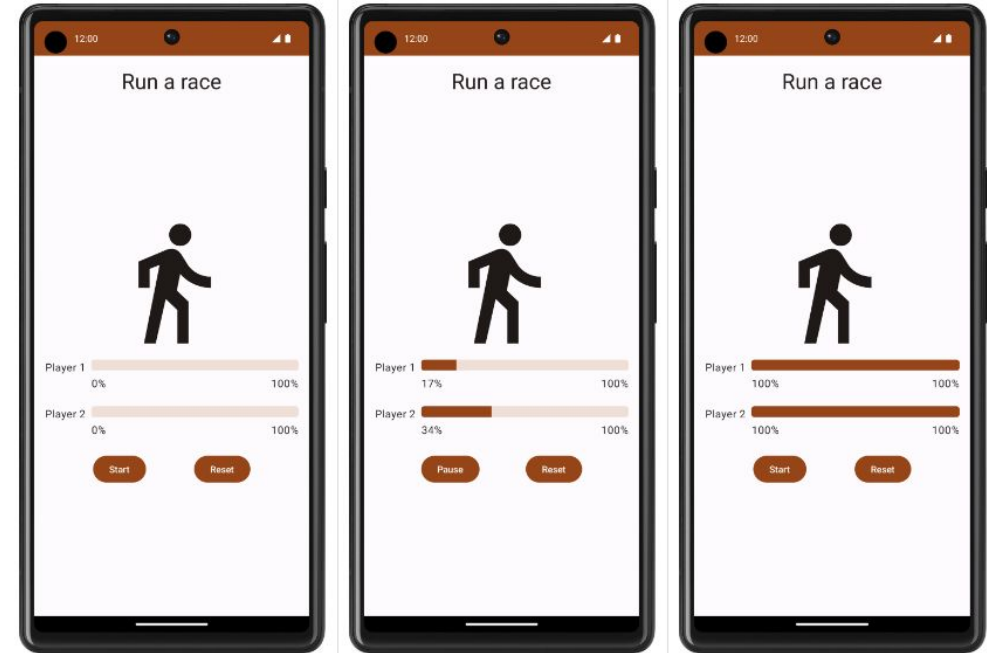 12:00
Run a race
Player 1
0% 100%
Player 2
0% 100%
Start Reset
12:00
Run a race
Player 1
17% 100%
Player 2
34% 100%
Pause Reset
12:00
Run a race
Player 1
100% 100%
Player 2
100% 100%
Start Reset